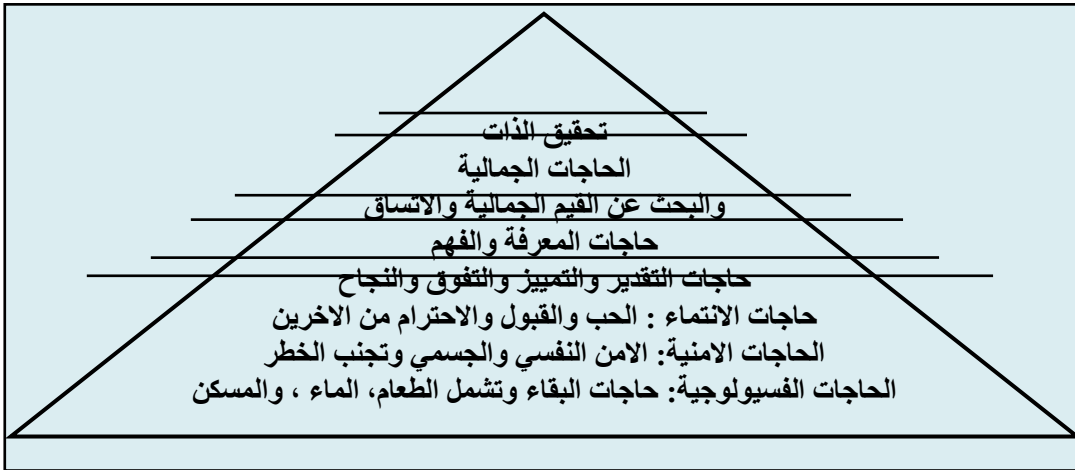 تحقيق الذات
الحاجات الجمالية
والبحث عن القيم الجمالية والاتساق
حاجات المعرفة والفهم
حاجات التقدير والتمييز والتفوق والنجاح
حاجات الانتماء : الحب والقبول والاحترام من الاخرين
الحاجات الامنية: الامن النفسي والجسمي وتجنب الخطر
الحاجات الفسيولوجية: حاجات البقاء وتشمل الطعام، الماء ، والمسكن